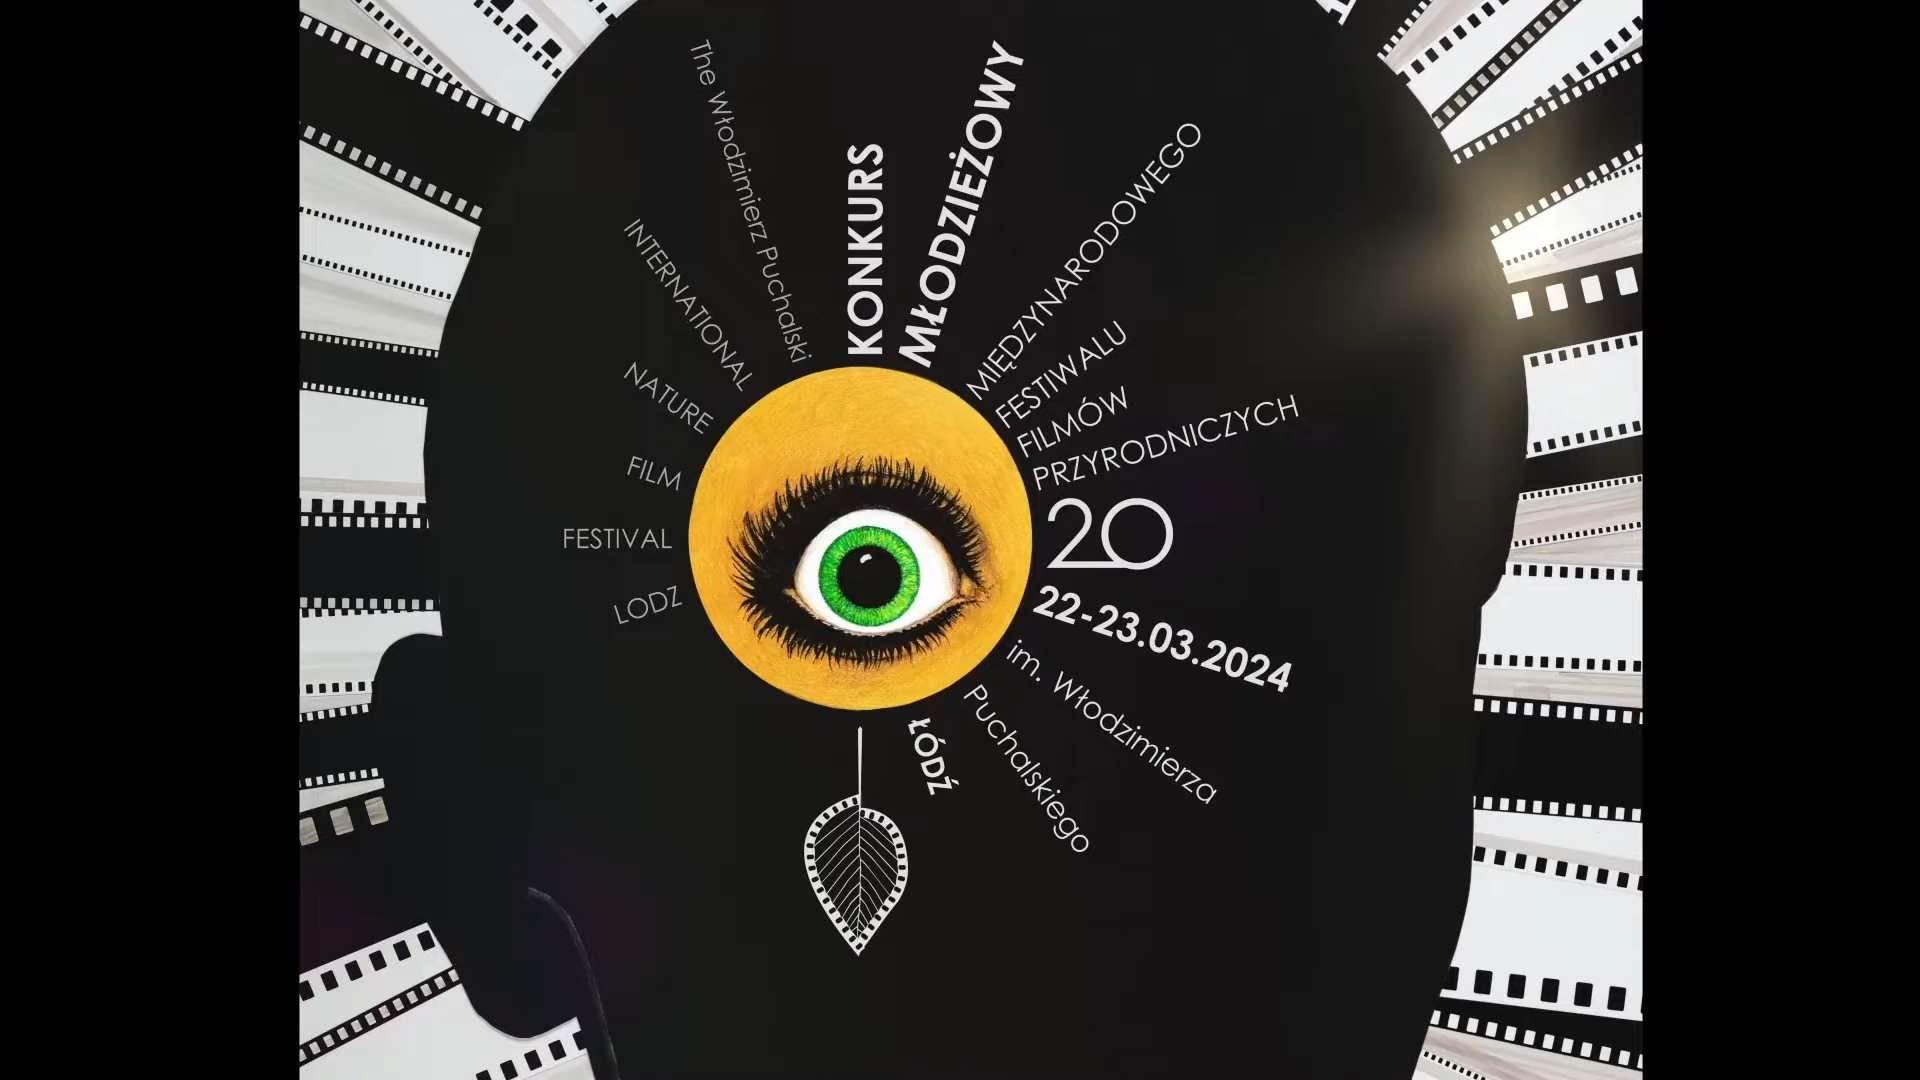 The Włodzimierz Puchalski
INTERNATIONAL
NATURE
FILM
FESTIVAL
LODZ
KONKURS
MŁODZIEŻOWY
MIĘDZYNARODOWEGO
FESTIWALU
FILMÓW
PRZYRODNICZYCH
20
22-23.03.2024
im. Włodzimierza
Puchalskiego
ŁÓDŹ